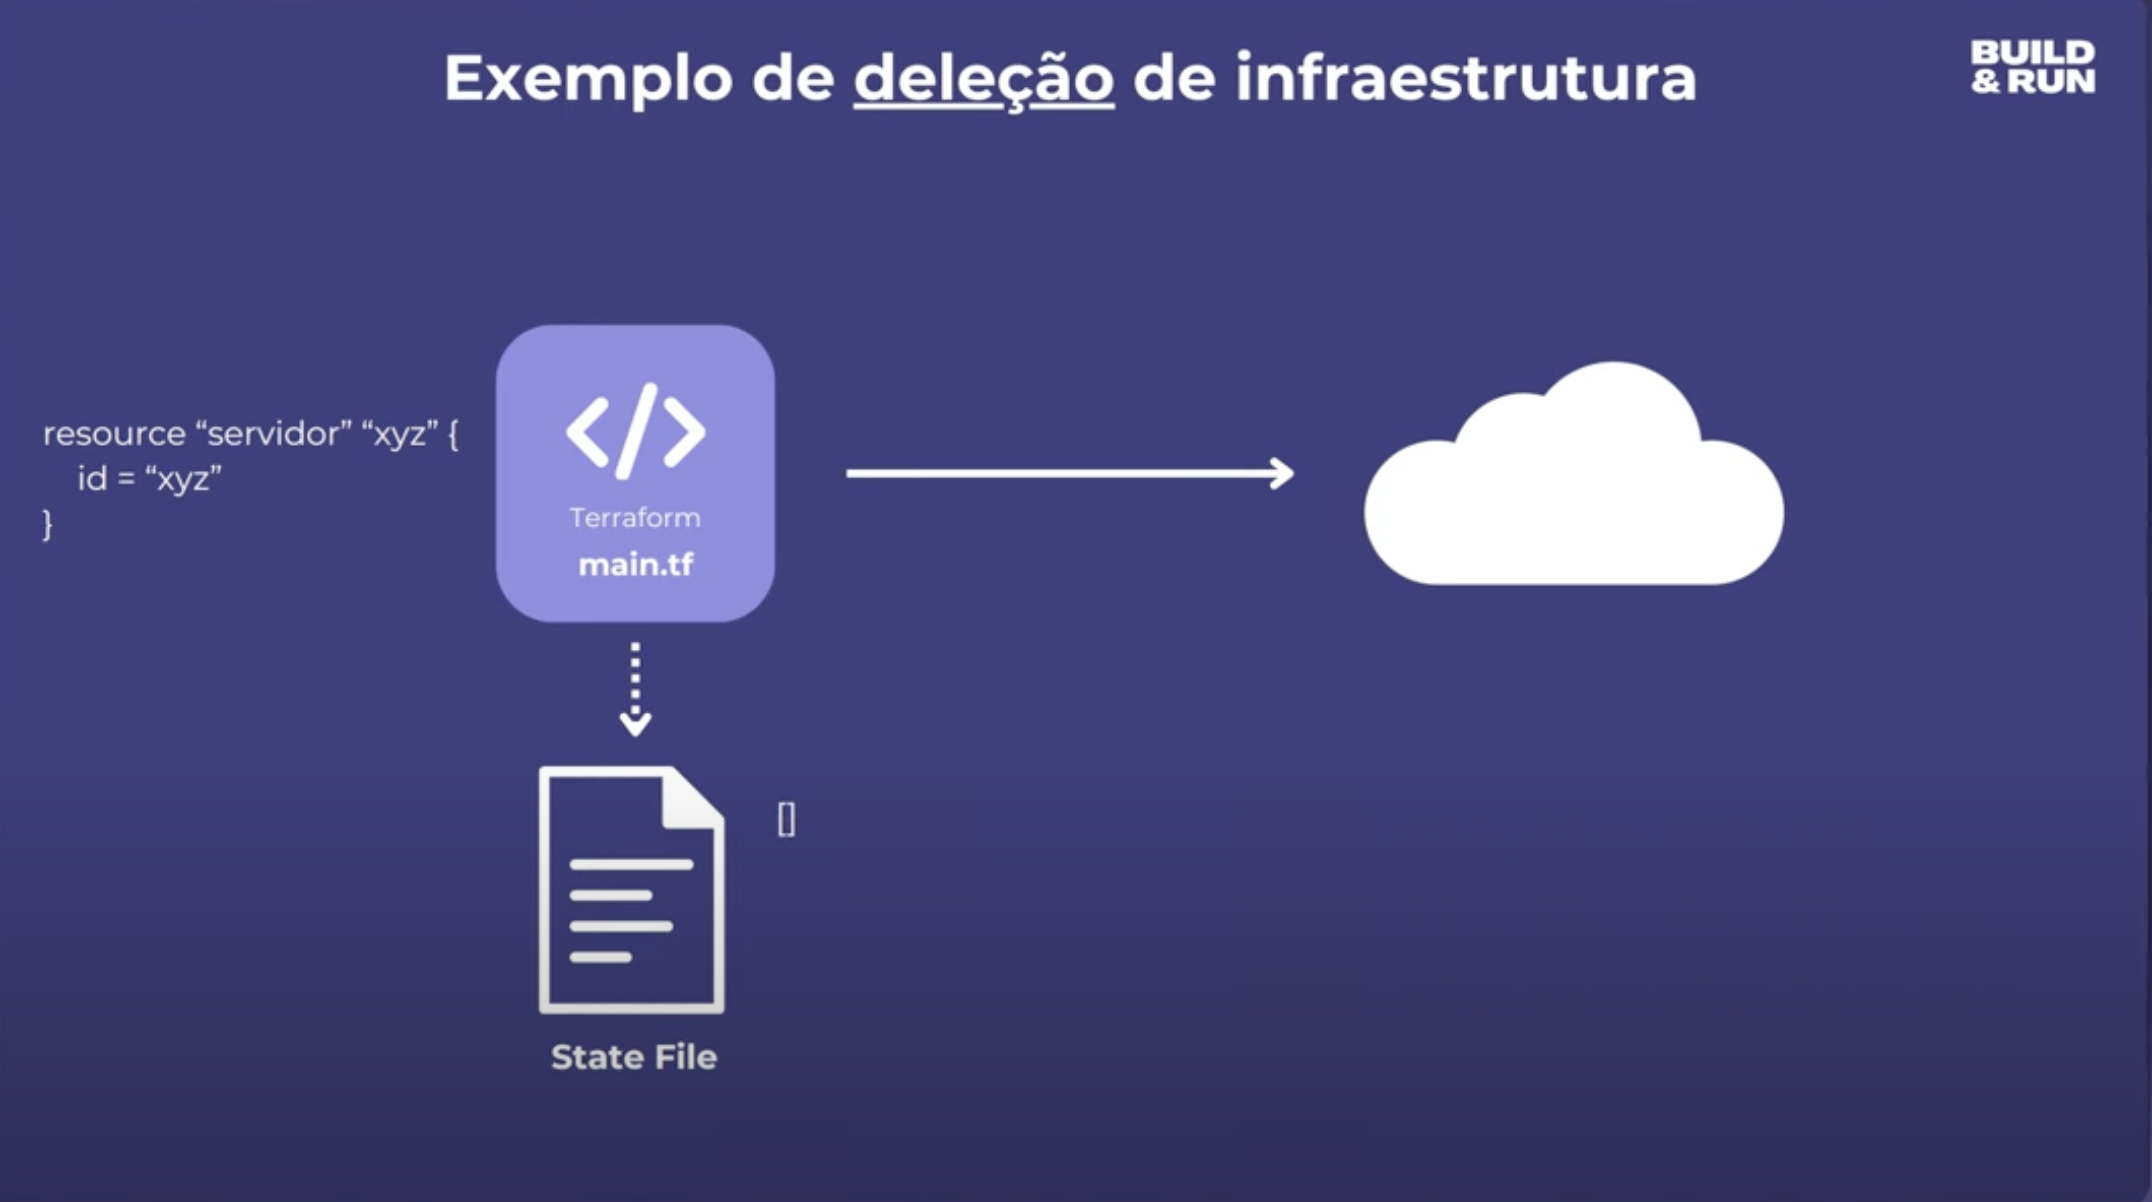 Exemplo de deleção de infraestrutura
BUILD
& RUN
resource “servidor” “xyz” {
id = “xyz”
}
</>
Terraform
main.tf
[]
State File